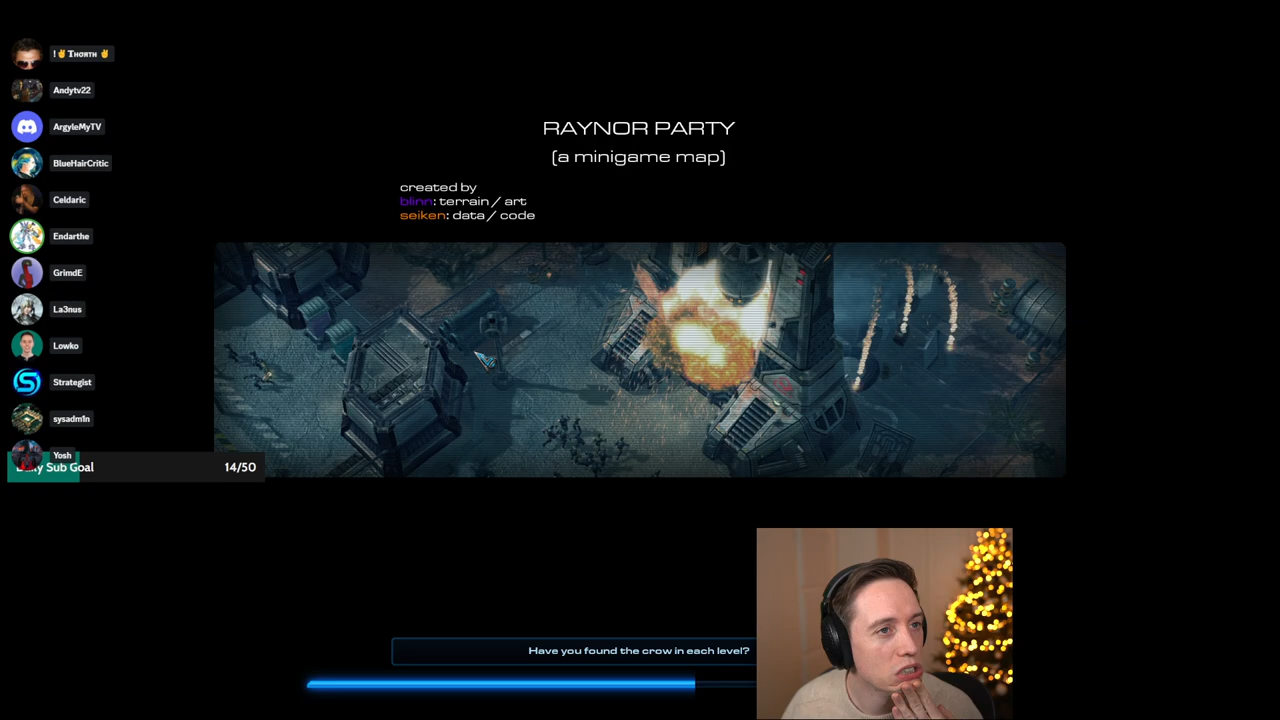 !✌Tʜσʀᴛʜ ✌
Andytv22
ArgyleMyTV
BlueHairCritic
Celdaric
Endarthe
GrimdE
La3nus
Lowko
Strategist
sysadm1n
Yosh
Sub Goal 14/50
RAYNOR PARTY
(a minigame map)
created by
blinn: terrain / art
seiken: data / code
Have you found the crow in each level?